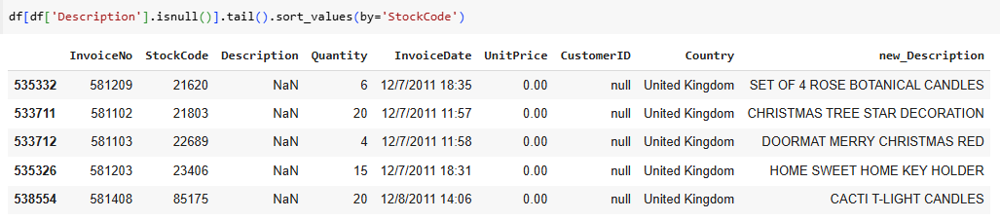 df[df['Description'].isnull()].tail().sort_values(by='StockCode')
InvoiceNo StockCode Description Quantity InvoiceDate UnitPrice CustomerID Country new_Description
535332 581209 21620 NaN 6 12/7/2011 18:35 0.00 null United Kingdom SET OF 4 ROSE BOTANICAL CANDLES
533711 581102 21803 NaN 20 12/7/2011 11:57 0.00 null United Kingdom CHRISTMAS TREE STAR DECORATION
533712 581103 22689 NaN 4 12/7/2011 11:58 0.00 null United Kingdom DOORMAT MERRY CHRISTMAS RED
535326 581203 23406 NaN 15 12/7/2011 18:31 0.00 null United Kingdom HOME SWEET HOME KEY HOLDER
538554 581408 85175 NaN 20 12/8/2011 14:06 0.00 null United Kingdom CACTI T-LIGHT CANDLES